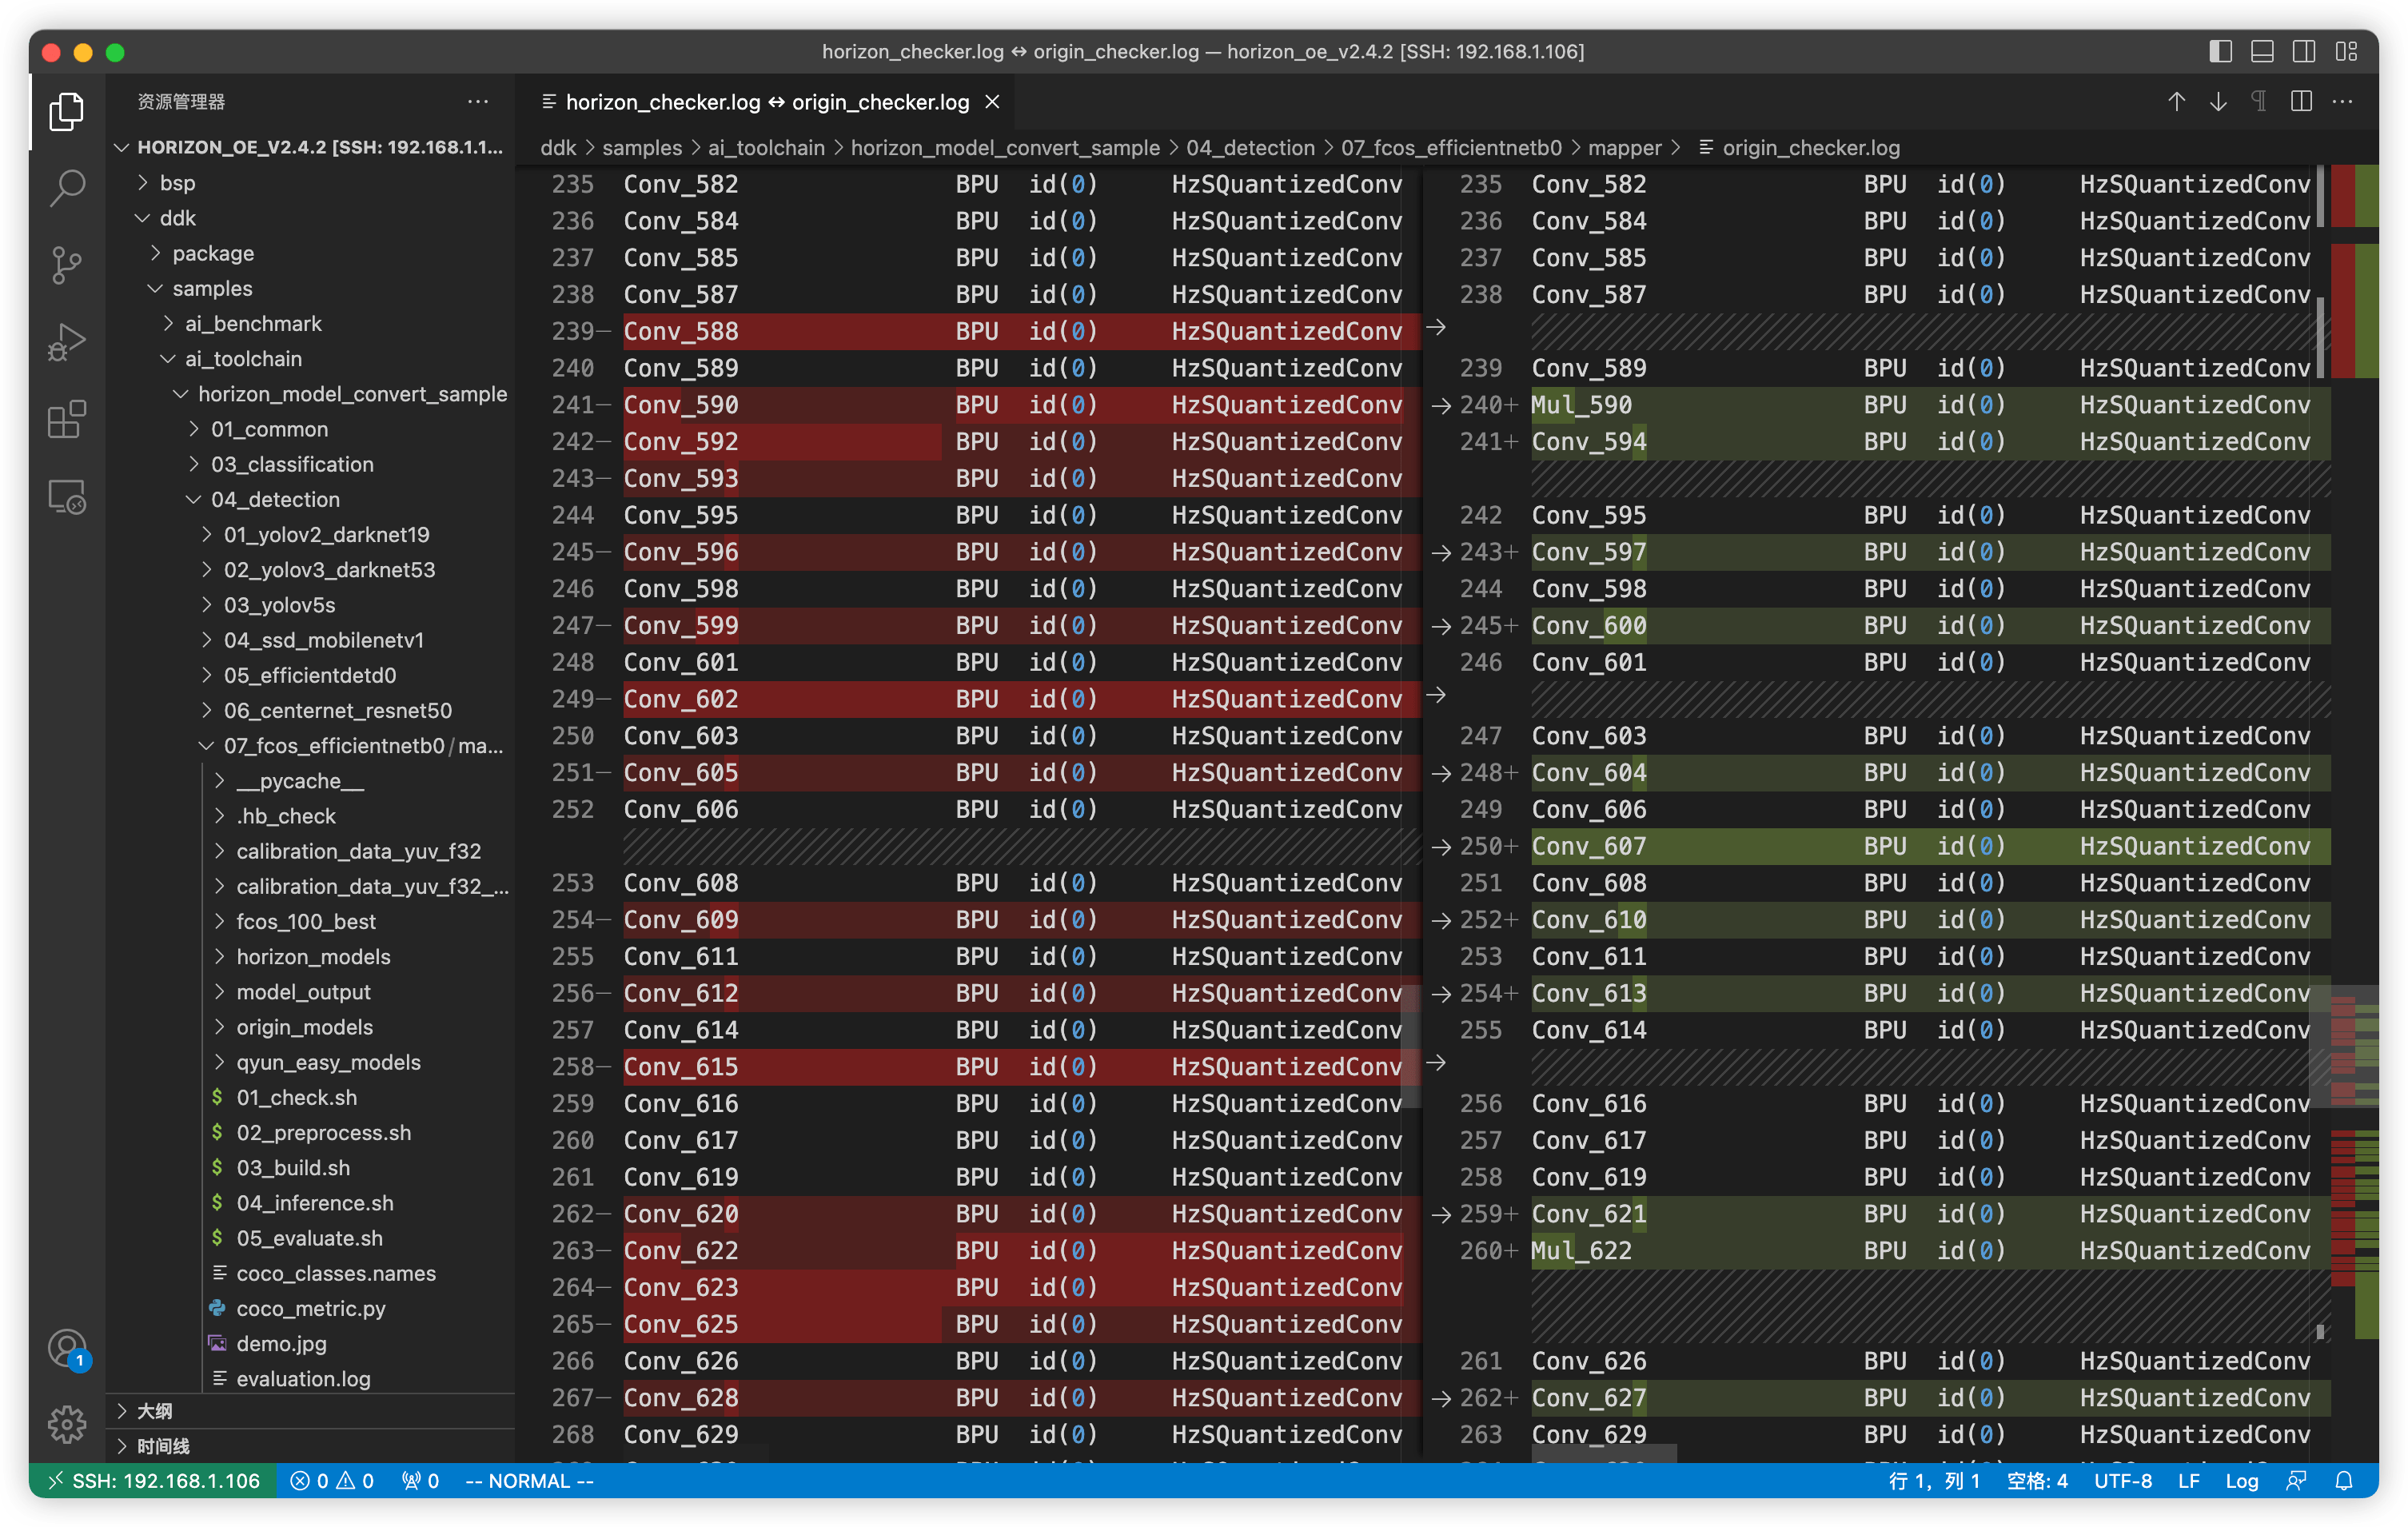 horizon_checker.log ↔ origin_checker.log — horizon_oe_v2.4.2 [SSH: 192.168.1.106]
资源管理器
HORIZON_OE_V2.4.2 [SSH: 192.168.1.1...
bsp
ddk
package
samples
ai_benchmark
ai_toolchain
horizon_model_convert_sample
01_common
03_classification
04_detection
01_yolov2_darknet19
02_yolov3_darknet53
03_yolov5s
04_ssd_mobilenetv1
05_efficientdetd0
06_centernet_resnet50
07_fcos_efficientnetb0/ma...
__pycache__
.hb_check
calibration_data_yuv_f32
calibration_data_yuv_f32_...
fcos_100_best
horizon_models
model_output
origin_models
qyun_easy_models
$ 01_check.sh
$ 02_preprocess.sh
$ 03_build.sh
$ 04_inference.sh
$ 05_evaluate.sh
coco_classes.names
coco_metric.py
demo.jpg
evaluation.log
大纲
时间线
1
horizon_checker.log ↔ origin_checker.log
ddk > samples > ai_toolchain > horizon_model_convert_sample > 04_detection > 07_fcos_efficientnetb0 > mapper > origin_checker.log
235 Conv_582 BPU id(0) HzSQuantizedConv
236 Conv_584 BPU id(0) HzSQuantizedConv
237 Conv_585 BPU id(0) HzSQuantizedConv
238 Conv_587 BPU id(0) HzSQuantizedConv
239— Conv_588 BPU id(0) HzSQuantizedConv
240 Conv_589 BPU id(0) HzSQuantizedConv
241— Conv_590 BPU id(0) HzSQuantizedConv
242— Conv_592 BPU id(0) HzSQuantizedConv
243— Conv_593 BPU id(0) HzSQuantizedConv
244 Conv_595 BPU id(0) HzSQuantizedConv
245— Conv_596 BPU id(0) HzSQuantizedConv
246 Conv_598 BPU id(0) HzSQuantizedConv
247— Conv_599 BPU id(0) HzSQuantizedConv
248 Conv_601 BPU id(0) HzSQuantizedConv
249— Conv_602 BPU id(0) HzSQuantizedConv
250 Conv_603 BPU id(0) HzSQuantizedConv
251— Conv_605 BPU id(0) HzSQuantizedConv
252 Conv_606 BPU id(0) HzSQuantizedConv
253 Conv_608 BPU id(0) HzSQuantizedConv
254— Conv_609 BPU id(0) HzSQuantizedConv
255 Conv_611 BPU id(0) HzSQuantizedConv
256— Conv_612 BPU id(0) HzSQuantizedConv
257 Conv_614 BPU id(0) HzSQuantizedConv
258— Conv_615 BPU id(0) HzSQuantizedConv
259 Conv_616 BPU id(0) HzSQuantizedConv
260 Conv_617 BPU id(0) HzSQuantizedConv
261 Conv_619 BPU id(0) HzSQuantizedConv
262— Conv_620 BPU id(0) HzSQuantizedConv
263— Conv_622 BPU id(0) HzSQuantizedConv
264— Conv_623 BPU id(0) HzSQuantizedConv
265— Conv_625 BPU id(0) HzSQuantizedConv
266 Conv_626 BPU id(0) HzSQuantizedConv
267— Conv_628 BPU id(0) HzSQuantizedConv
268 Conv_629 BPU id(0) HzSQuantizedConv
235 Conv_582 BPU id(0) HzSQuantizedConv
236 Conv_584 BPU id(0) HzSQuantizedConv
237 Conv_585 BPU id(0) HzSQuantizedConv
238 Conv_587 BPU id(0) HzSQuantizedConv
239 Conv_589 BPU id(0) HzSQuantizedConv
240+ Mul_590 BPU id(0) HzSQuantizedConv
241+ Conv_594 BPU id(0) HzSQuantizedConv
242 Conv_595 BPU id(0) HzSQuantizedConv
243+ Conv_597 BPU id(0) HzSQuantizedConv
244 Conv_598 BPU id(0) HzSQuantizedConv
245+ Conv_600 BPU id(0) HzSQuantizedConv
246 Conv_601 BPU id(0) HzSQuantizedConv
247 Conv_603 BPU id(0) HzSQuantizedConv
248+ Conv_604 BPU id(0) HzSQuantizedConv
249 Conv_606 BPU id(0) HzSQuantizedConv
250+ Conv_607 BPU id(0) HzSQuantizedConv
251 Conv_608 BPU id(0) HzSQuantizedConv
252+ Conv_610 BPU id(0) HzSQuantizedConv
253 Conv_611 BPU id(0) HzSQuantizedConv
254+ Conv_613 BPU id(0) HzSQuantizedConv
255 Conv_614 BPU id(0) HzSQuantizedConv
256 Conv_616 BPU id(0) HzSQuantizedConv
257 Conv_617 BPU id(0) HzSQuantizedConv
258 Conv_619 BPU id(0) HzSQuantizedConv
259+ Conv_621 BPU id(0) HzSQuantizedConv
260+ Mul_622 BPU id(0) HzSQuantizedConv
261 Conv_626 BPU id(0) HzSQuantizedConv
262+ Conv_627 BPU id(0) HzSQuantizedConv
263 Conv_629 BPU id(0) HzSQuantizedConv
SSH: 192.168.1.106 0 0 0 -- NORMAL -- 行 1，列 1 空格: 4 UTF-8 LF Log